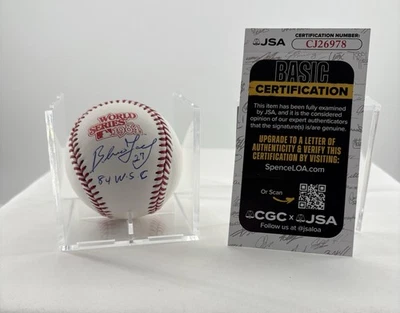 WORLD
SERIES
27
84 W.S.C
JSA
CERTIFICATION NUMBER:
CJ26978
BASIC
CERTIFICATION
This item has been fully examined
by JSA, and it is the considered
opinion of our expert authenticators
that the signature(s) is/are genuine.
UPGRADE TO A LETTER OF
AUTHENTICITY & VERIFY THIS
CERTIFICATION BY VISITING:
SpenceLOA.com
Or Scan
CGC × JSA
Follow us at @jsaloa